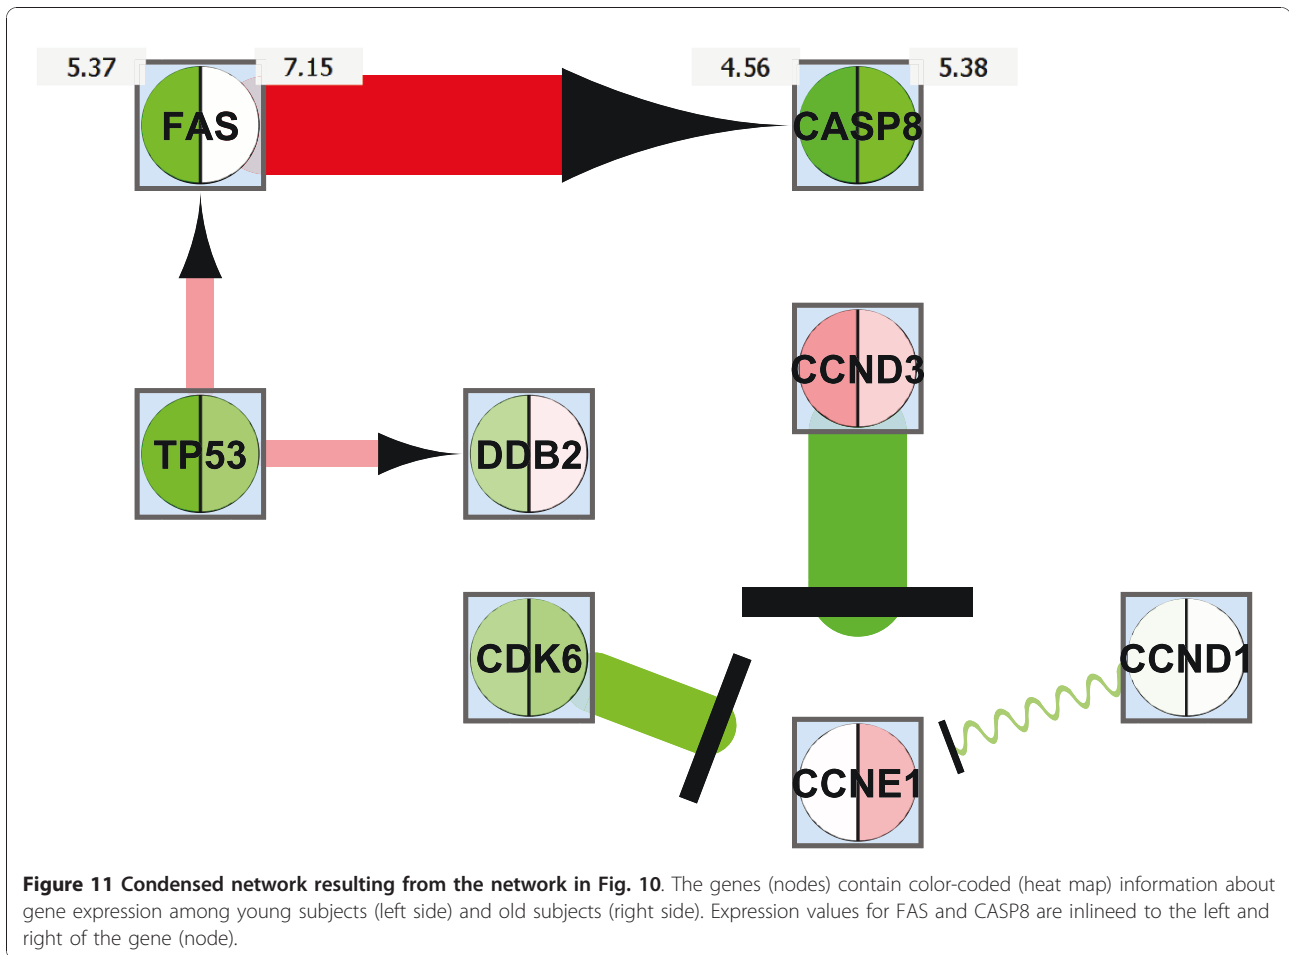 5.37
7.15
4.56
5.38
FAS
CASP8
CCND3
TP53
DDB2
CDK6
CCND1
CCNE1
Figure 11 Condensed network resulting from the network in Fig. 10. The genes (nodes) contain color-coded (heat map) information about
gene expression among young subjects (left side) and old subjects (right side). Expression values for FAS and CASP8 are inlineed to the left and
right of the gene (node).